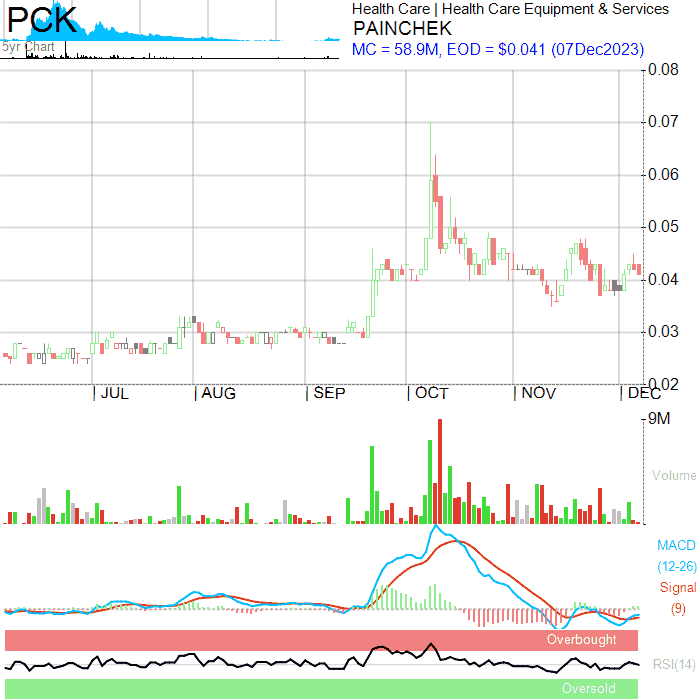 PCK
5yr Chart
Health Care | Health Care Equipment & Services
PAINCHEK
MC = 58.9M, EOD = $0.041 (07Dec2023)
0.08
0.07
0.06
0.05
0.04
0.03
0.02
JUL
AUG
SEP
OCT
NOV
DEC
9M
Volume
MACD
(12-26)
Signal
(9)
Overbought
RSI(14)
Oversold